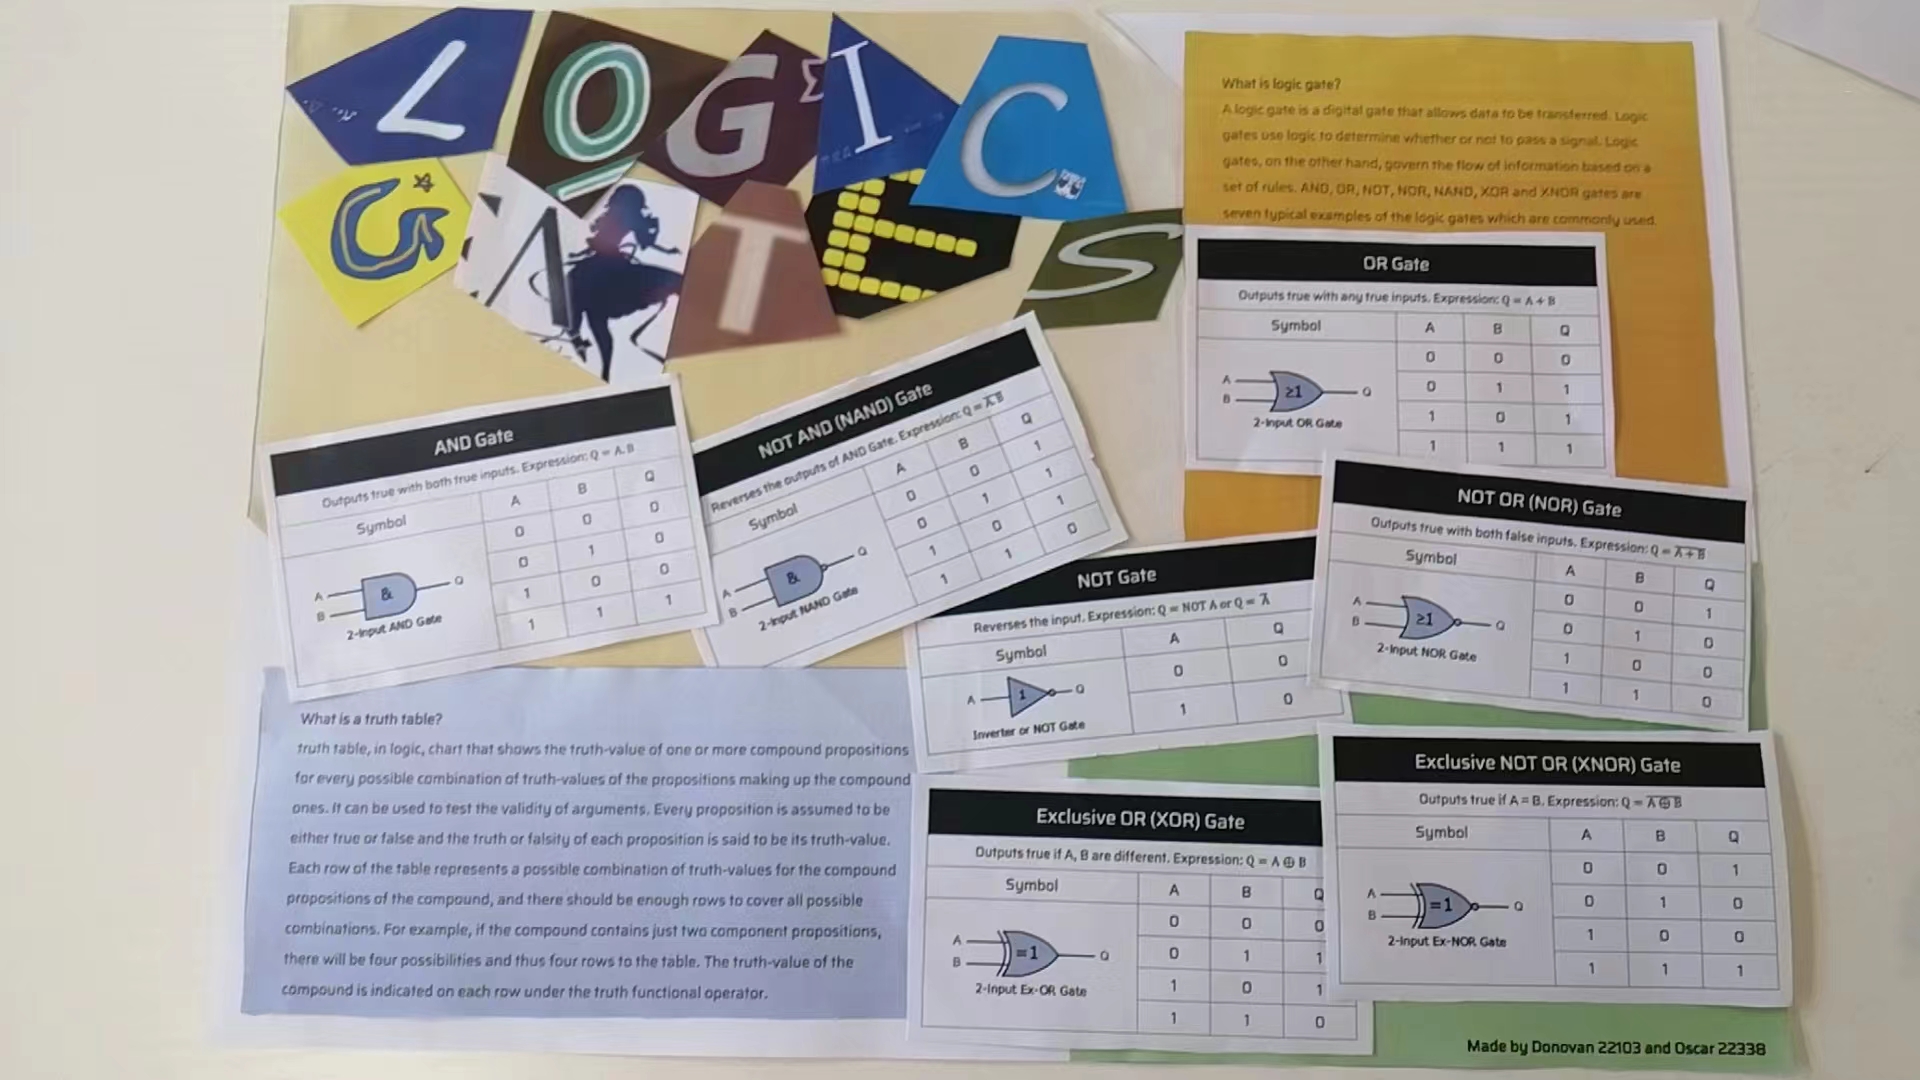 LOGIC
GATES
What is logic gate?
A logic gate is a digital gate that allows data to be transferred. Logic
gates use logic to determine whether or not to pass a signal. Logic
gates, on the other hand, govern the flow of information based on a
set of rules. AND, OR, NOT, NOR, NAND, XOR and XNOR gates are
seven typical examples of the logic gates which are commonly used.
OR Gate
Outputs true with any true inputs. Expression: Q = A + B
Symbol A B Q
0 0 0
0 1 1
1 0 1
1 1 1
A
B
≥1
Q
2-Input OR Gate
AND Gate
Outputs true with both true inputs. Expression: Q = A.B
Symbol A B Q
0 0 0
0 1 0
1 0 0
1 1 1
A
B
&
Q
2-Input AND Gate
NOT AND (NAND) Gate
Reverses the outputs of AND Gate. Expression: Q = A̅.̅B̅
Symbol A B Q
0 0 1
0 1 1
1 0 1
1 1 0
A
B
&
Q
2-Input NAND Gate
NOT Gate
Reverses the input. Expression: Q = NOT A or Q = A̅
Symbol A Q
0 0
1 0
A
1
Q
Inverter or NOT Gate
NOT OR (NOR) Gate
Outputs true with both false inputs. Expression: Q = A̅+̅B̅
Symbol A B Q
0 0 1
0 1 0
1 0 0
1 1 0
A
B
≥1
Q
2-Input NOR Gate
What is a truth table?
truth table, in logic, chart that shows the truth-value of one or more compound propositions
for every possible combination of truth-values of the propositions making up the compound
ones. It can be used to test the validity of arguments. Every proposition is assumed to be
either true or false and the truth or falsity of each proposition is said to be its truth-value.
Each row of the table represents a possible combination of truth-values for the compound
propositions of the compound, and there should be enough rows to cover all possible
combinations. For example, if the compound contains just two component propositions,
there will be four possibilities and thus four rows to the table. The truth-value of the
compound is indicated on each row under the truth functional operator.
Exclusive OR (XOR) Gate
Outputs true if A, B are different. Expression: Q = A ⊕ B
Symbol A B Q
0 0 0
0 1 1
1 0 1
1 1 0
A
B
=1
Q
2-Input Ex-OR Gate
Exclusive NOT OR (XNOR) Gate
Outputs true if A = B. Expression: Q = A̅ ⊕̅ B̅
Symbol A B Q
0 0 1
0 1 0
1 0 0
1 1 1
A
B
=1
Q
2-Input Ex-NOR Gate
Made by Donovan 22103 and Oscar 22338